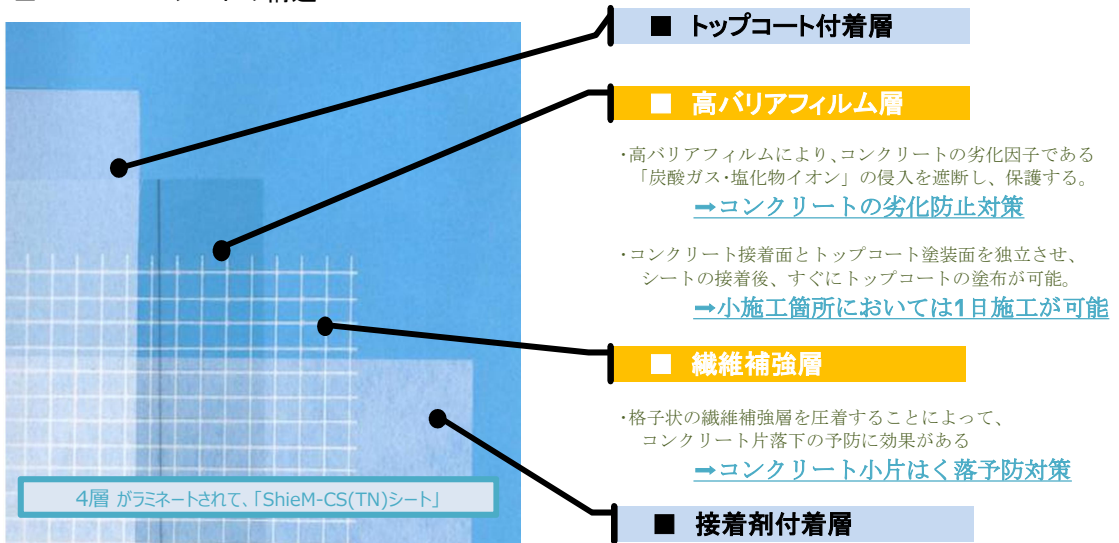 ■ トップコート付着層
■ 高バリアフィルム層
・高バリアフィルムにより、コンクリートの劣化因子である
「炭酸ガス・塩化物イオン」の侵入を遮断し、保護する。
➡コンクリートの劣化防止対策
・コンクリート接着面とトップコート塗装面を独立させ、
シートの接着後、すぐにトップコートの塗布が可能。
➡小施工箇所においては1日施工が可能
■ 繊維補強層
・格子状の繊維補強層を圧着することによって、
コンクリート片落下の予防に効果がある
➡コンクリート小片はく落予防対策
4層 がラミネートされて、「ShieM-CS(TN)シート」
■ 接着剤付着層